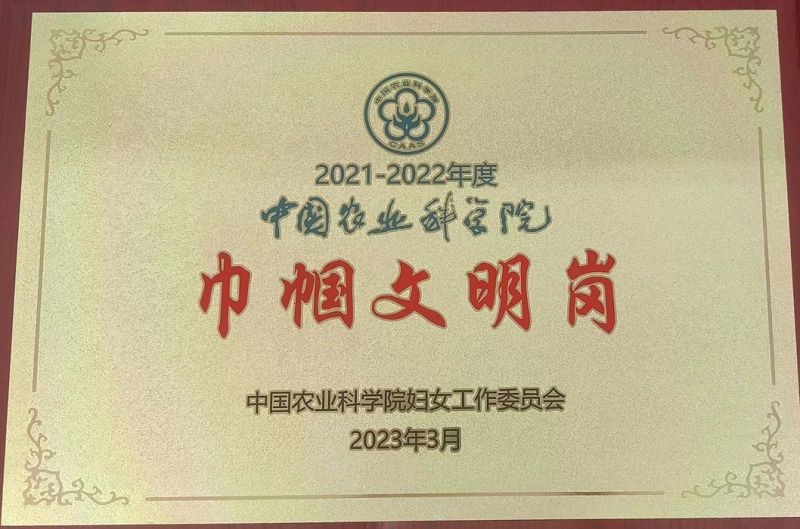 中国农业科学院
CAAS
2021-2022年度
中国农业科学院
巾帼文明岗
中国农业科学院妇女工作委员会
2023年3月